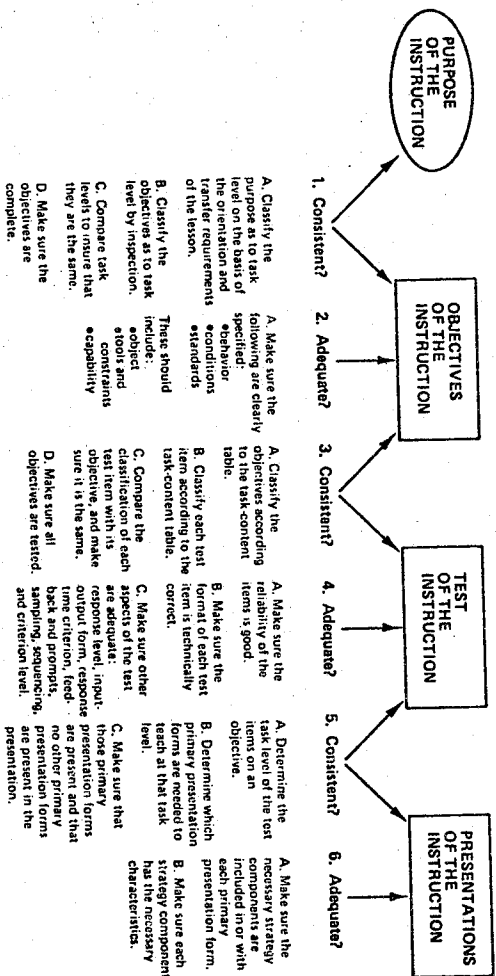 PURPOSE
OF THE
INSTRUCTION
OBJECTIVES
OF THE
INSTRUCTION
TEST
OF THE
INSTRUCTION
PRESENTATIONS
OF THE
INSTRUCTION
1. Consistent?
2. Adequate?
3. Consistent?
4. Adequate?
5. Consistent?
6. Adequate?
A. Classify the
purpose as to task
level on the basis of
the orientation and
transfer requirements
of the lesson.
B. Classify the
objectives as to task
level by inspection.
C. Compare task
levels to insure that
they are the same.
D. Make sure the
objectives are
complete.
A. Make sure the
following are clearly
specified:
•behavior
•conditions
•standards
These should
include:
•object
•tools and
constraints
•capability
A. Classify the
objectives according
to the task-content
table.
B. Classify each test
item according to the
task-content table.
C. Compare the
classification of each
test item with its
objective, and make
sure it is the same.
D. Make sure all
objectives are tested.
A. Make sure the
reliability of the
items is good.
B. Make sure the
format of each test
item is technically
correct.
C. Make sure other
aspects of the test
are adequate:
response level, input-
output form, response
time criterion, feed-
back and prompts,
sampling, sequencing,
and criterion level.
A. Determine the
task level of the test
items on an
objective.
B. Determine which
primary presentation
forms are needed to
teach at that task
level.
C. Make sure that
those primary
presentation forms
are present and that
no other primary
presentation forms
are present in the
presentation.
A. Make sure the
necessary strategy
components are
included in or with
each primary
presentation form.
B. Make sure each
strategy component
has the necessary
characteristics.